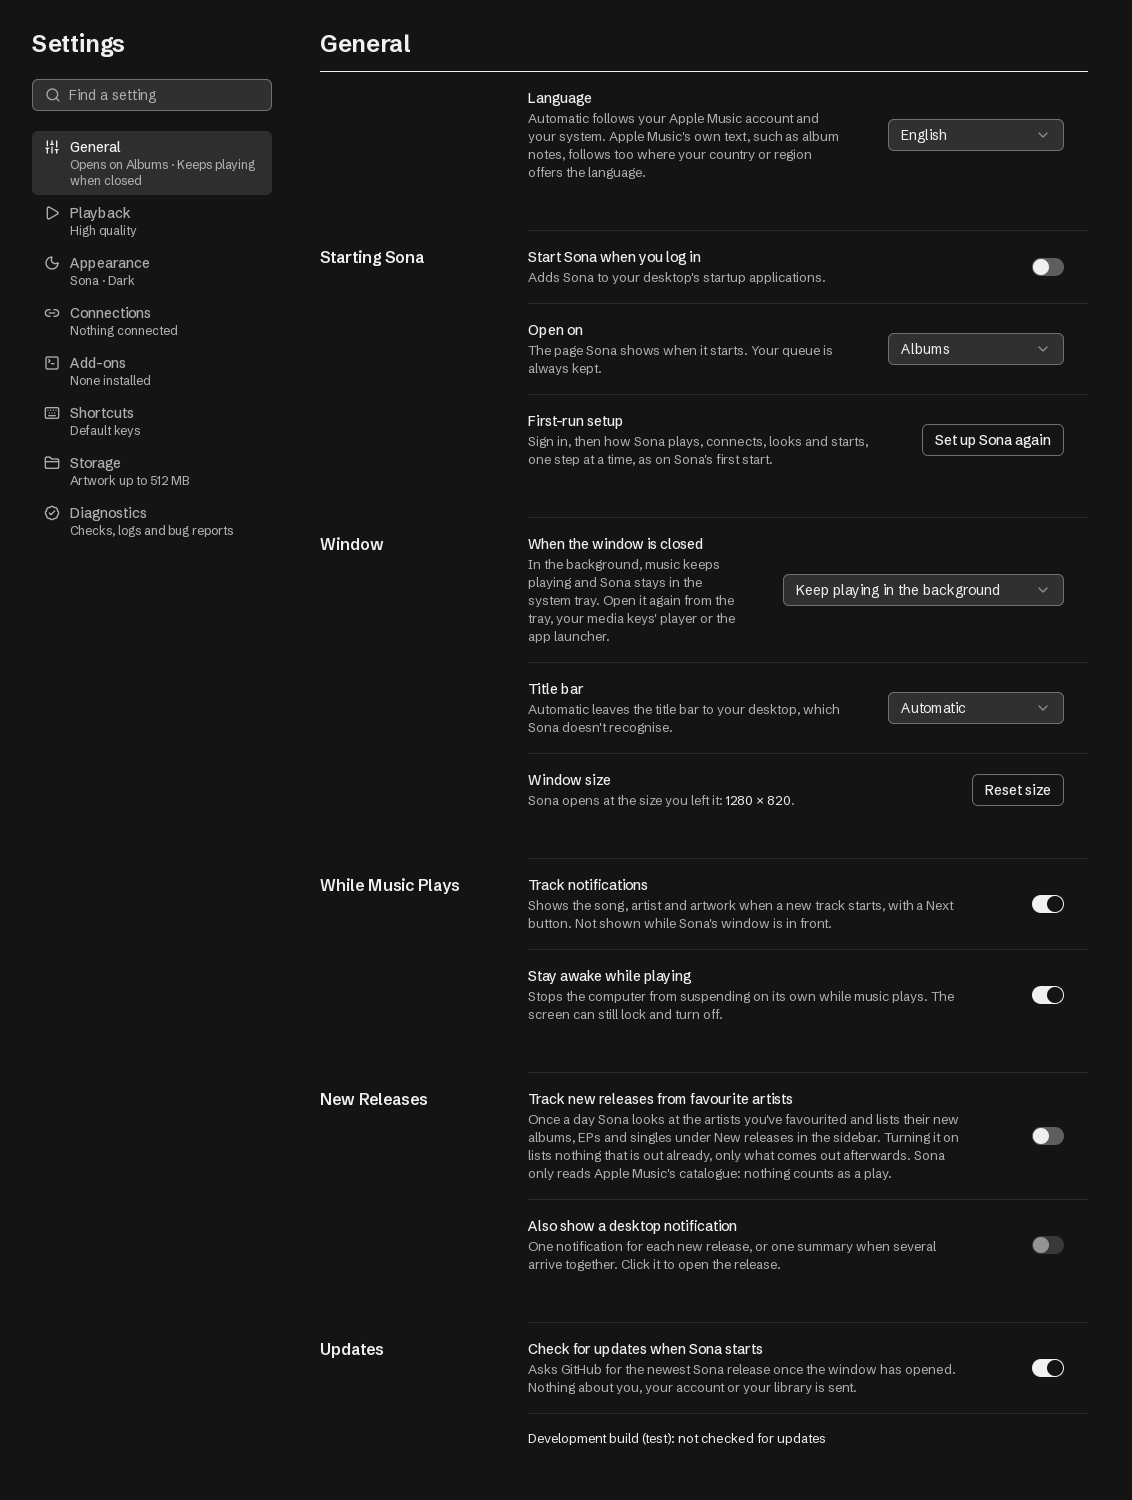 Settings
Find a setting
General
Opens on Albums · Keeps playing
when closed
Playback
High quality
Appearance
Sona · Dark
Connections
Nothing connected
Add-ons
None installed
Shortcuts
Default keys
Storage
Artwork up to 512 MB
Diagnostics
Checks, logs and bug reports
General
Language
Automatic follows your Apple Music account and
your system. Apple Music's own text, such as album
notes, follows too where your country or region
offers the language.
English
Starting Sona
Start Sona when you log in
Adds Sona to your desktop's startup applications.
Open on
The page Sona shows when it starts. Your queue is
always kept.
Albums
First-run setup
Sign in, then how Sona plays, connects, looks and starts,
one step at a time, as on Sona's first start.
Set up Sona again
Window
When the window is closed
In the background, music keeps
playing and Sona stays in the
system tray. Open it again from the
tray, your media keys' player or the
app launcher.
Keep playing in the background
Title bar
Automatic leaves the title bar to your desktop, which
Sona doesn't recognise.
Automatic
Window size
Sona opens at the size you left it: 1280 × 820.
Reset size
While Music Plays
Track notifications
Shows the song, artist and artwork when a new track starts, with a Next
button. Not shown while Sona's window is in front.
Stay awake while playing
Stops the computer from suspending on its own while music plays. The
screen can still lock and turn off.
New Releases
Track new releases from favourite artists
Once a day Sona looks at the artists you've favourited and lists their new
albums, EPs and singles under New releases in the sidebar. Turning it on
lists nothing that is out already, only what comes out afterwards. Sona
only reads Apple Music's catalogue: nothing counts as a play.
Also show a desktop notification
One notification for each new release, or one summary when several
arrive together. Click it to open the release.
Updates
Check for updates when Sona starts
Asks GitHub for the newest Sona release once the window has opened.
Nothing about you, your account or your library is sent.
Development build (test): not checked for updates